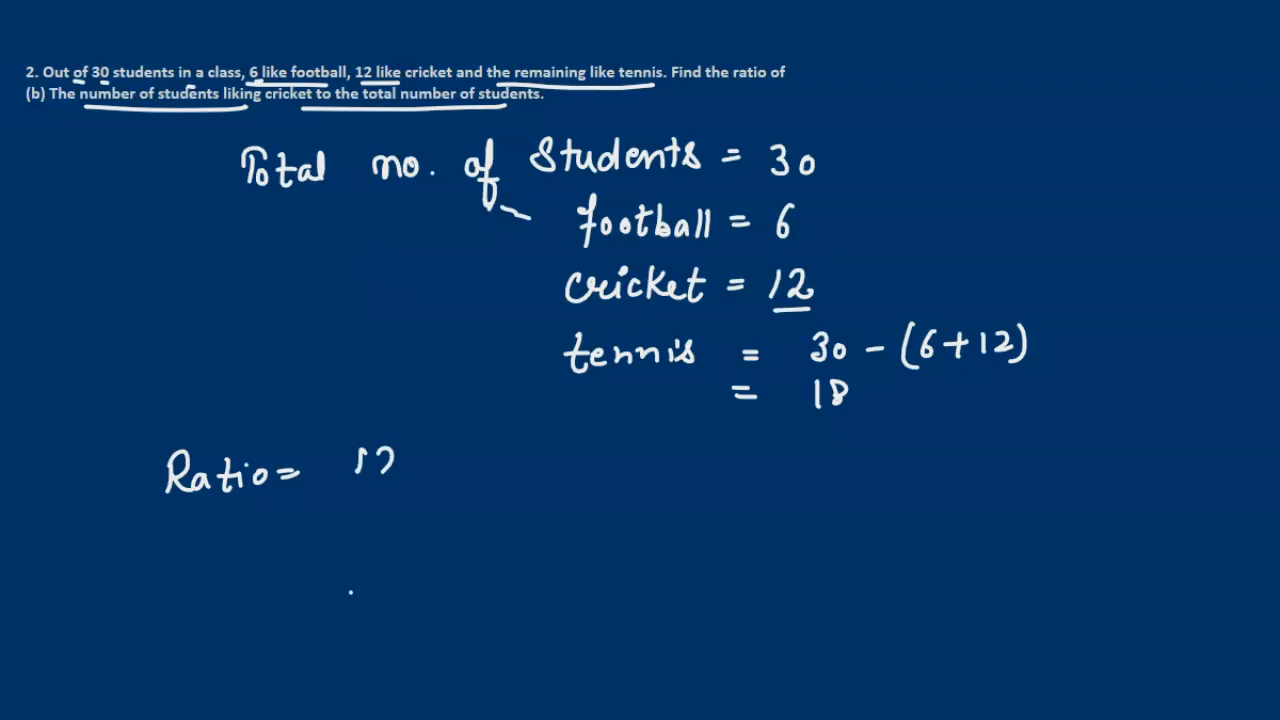 2. Out of 30 students in a class, 6 like football, 12 like cricket and the remaining like tennis. Find the ratio of
(b) The number of students liking cricket to the total number of students.
Total no. of students = 30
football = 6
cricket = 12
tennis = 30 - (6+12)
= 18
Ratio = 12